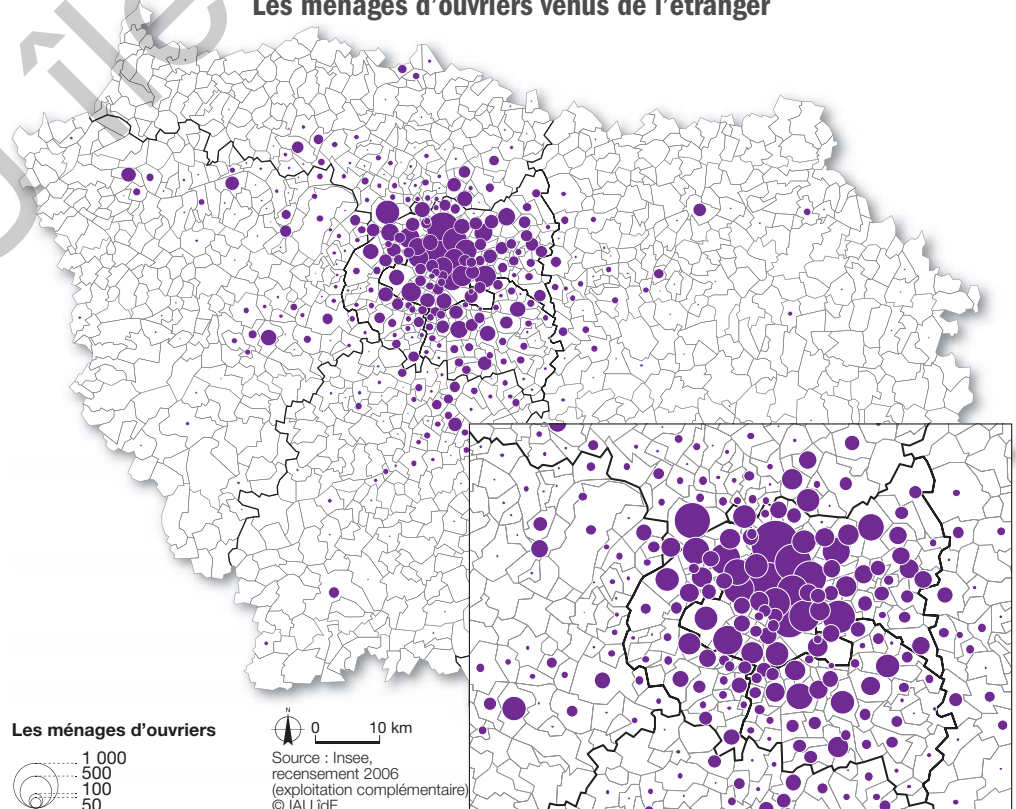 Les ménages d'ouvriers venus de l'étranger
île
Les ménages d'ouvriers
1 000
500
100
50
N
0 10 km
Source : Insee,
recensement 2006
(exploitation complémentaire)
© IAU îdF